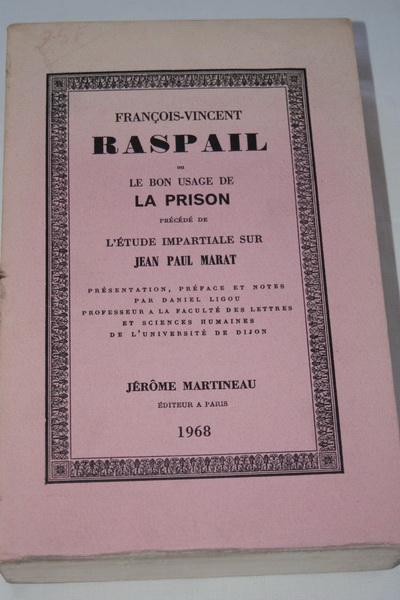 FRANÇOIS-VINCENT
RASPAIL
ou
LE BON USAGE DE
LA PRISON
PRÉCÉDÉ DE
L'ÉTUDE IMPARTIALE SUR
JEAN PAUL MARAT
PRÉSENTATION, PRÉFACE ET NOTES
PAR DANIEL LIGOU
PROFESSEUR A LA FACULTÉ DES LETTRES
ET SCIENCES HUMAINES
DE L'UNIVERSITÉ DE DIJON
JÉRÔME MARTINEAU
ÉDITEUR A PARIS
1968